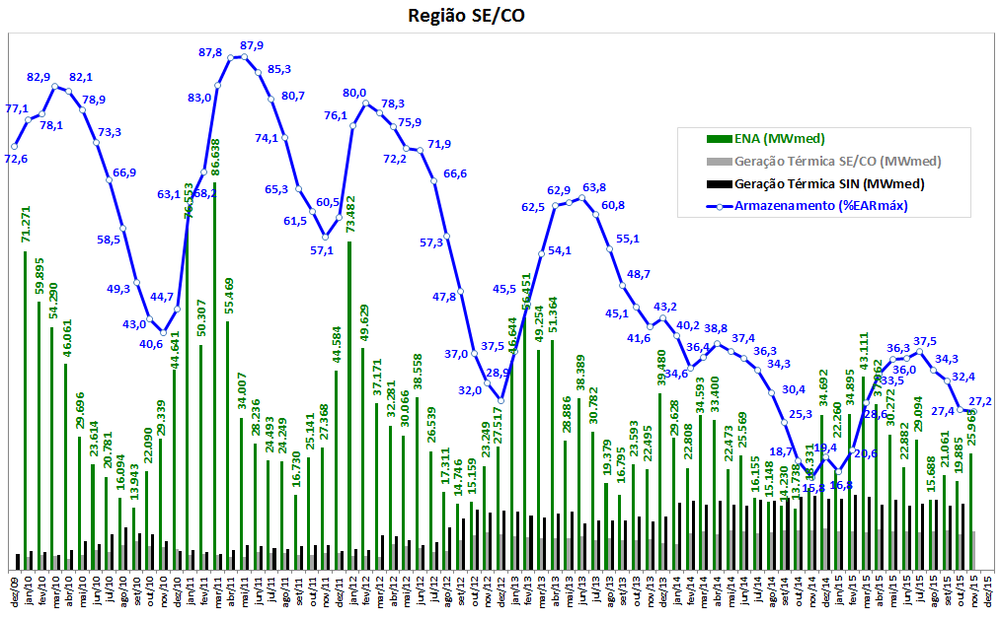 Região SE/CO
ENA (MWmed)
Geração Térmica SE/CO (MWmed)
Geração Térmica SIN (MWmed)
Armazenamento (%EARmáx)
72,6
77,1
78,1
82,9
82,1
78,9
73,3
66,9
58,5
49,3
43,0
40,6
44,7
63,1
68,2
83,0
87,8
87,9
85,3
80,7
74,1
65,3
61,5
57,1
60,5
76,1
80,0
78,3
75,9
72,2
71,9
66,6
57,3
47,8
37,0
32,0
28,9
37,5
45,5
54,1
62,5
62,9
63,8
60,8
55,1
48,7
45,1
41,6
43,2
40,2
34,6
36,4
38,8
37,4
36,3
34,3
30,4
25,3
18,7
15,8
19,4
16,8
20,6
28,6
33,5
36,3
36,0
37,5
34,3
32,4
27,4
27,2
71.271
59.895
54.290
46.061
29.696
23.614
20.781
16.094
13.943
22.090
29.339
44.641
76.553
50.307
86.638
55.469
34.007
28.236
24.493
24.249
16.730
25.141
27.368
44.584
73.482
49.629
37.171
32.281
30.066
38.558
26.539
17.311
14.746
15.159
23.249
27.517
46.644
56.451
49.254
51.364
28.886
38.389
30.782
19.379
16.795
23.593
22.495
39.480
29.628
22.808
34.593
33.400
22.473
25.569
16.155
15.148
14.230
13.738
34.692
22.260
34.895
43.111
30.272
22.882
29.094
15.688
21.061
19.885
25.965
dez/09
jan/10
fev/10
mar/10
abr/10
mai/10
jun/10
jul/10
ago/10
set/10
out/10
nov/10
dez/10
jan/11
fev/11
mar/11
abr/11
mai/11
jun/11
jul/11
ago/11
set/11
out/11
nov/11
dez/11
jan/12
fev/12
mar/12
abr/12
mai/12
jun/12
jul/12
ago/12
set/12
out/12
nov/12
dez/12
jan/13
fev/13
mar/13
abr/13
mai/13
jun/13
jul/13
ago/13
set/13
out/13
nov/13
dez/13
jan/14
fev/14
mar/14
abr/14
mai/14
jun/14
jul/14
ago/14
set/14
out/14
nov/14
dez/14
jan/15
fev/15
mar/15
abr/15
mai/15
jun/15
jul/15
ago/15
set/15
out/15
nov/15
dez/15